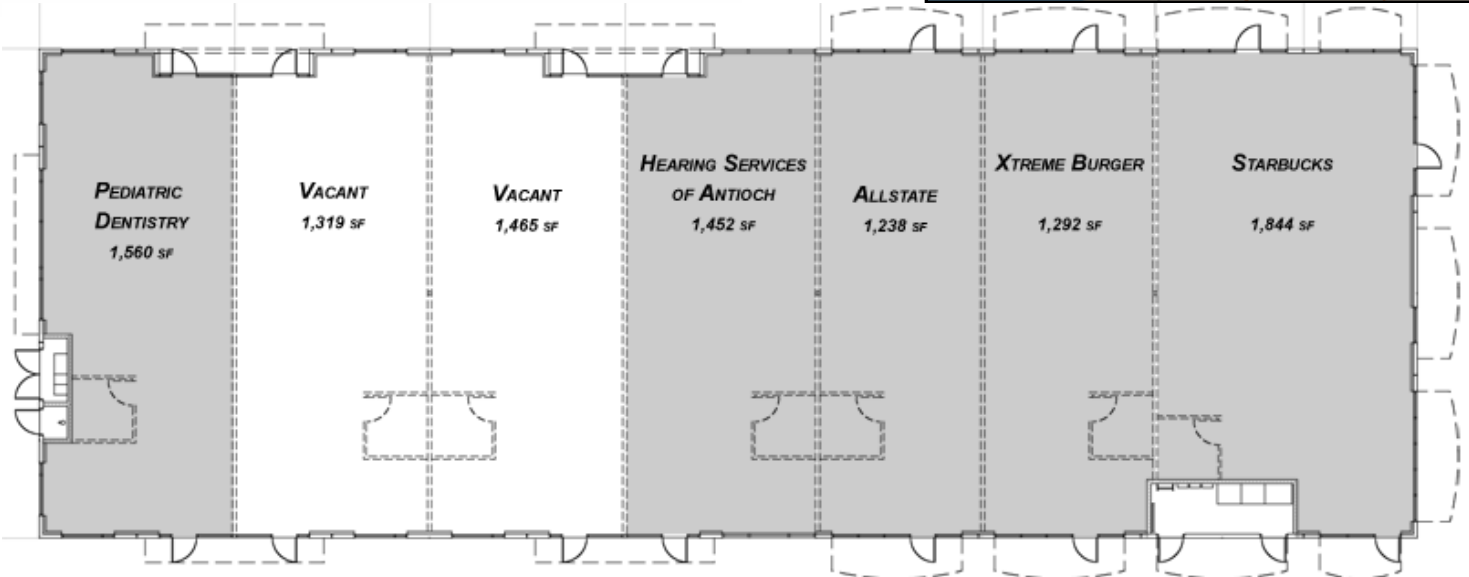 PEDIATRIC
DENTISTRY
1,560 SF
VACANT
1,319 SF
VACANT
1,465 SF
HEARING SERVICES
OF ANTIOCH
1,452 SF
ALLSTATE
1,238 SF
XTREME BURGER
1,292 SF
STARBUCKS
1,844 SF